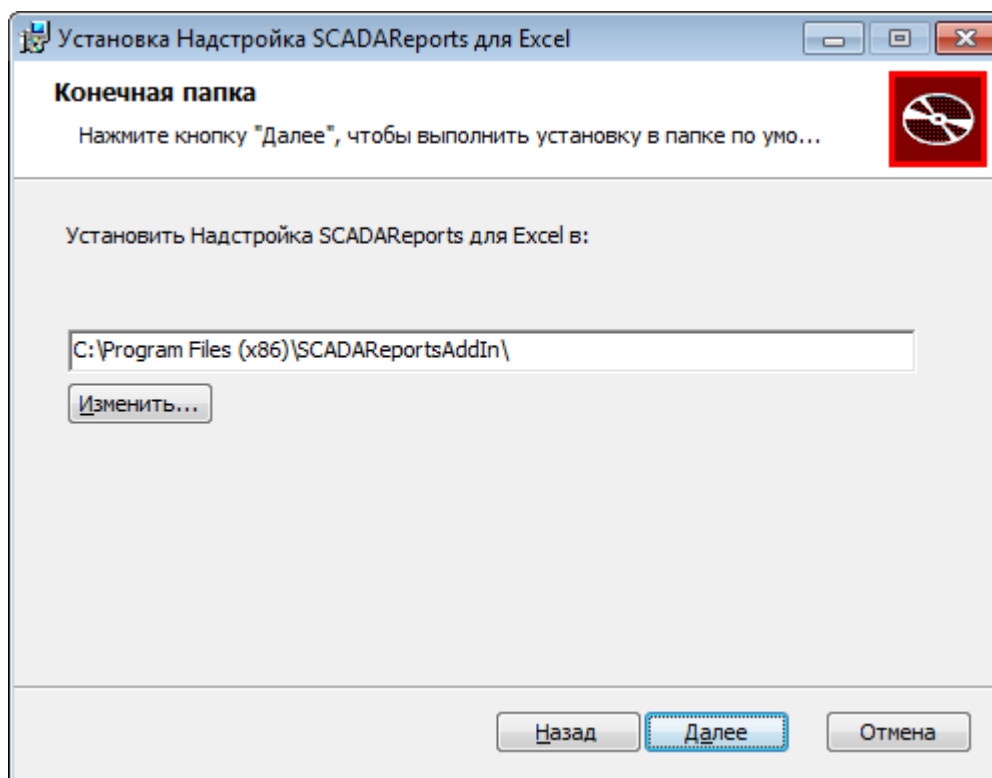 Установка Надстройка SCADAReports для Excel
Конечная папка
Нажмите кнопку "Далее", чтобы выполнить установку в папке по умо...
Установить Надстройка SCADAReports для Excel в:
C:\Program Files (x86)\SCADAReportsAddIn\
Изменить...
Назад Далее Отмена